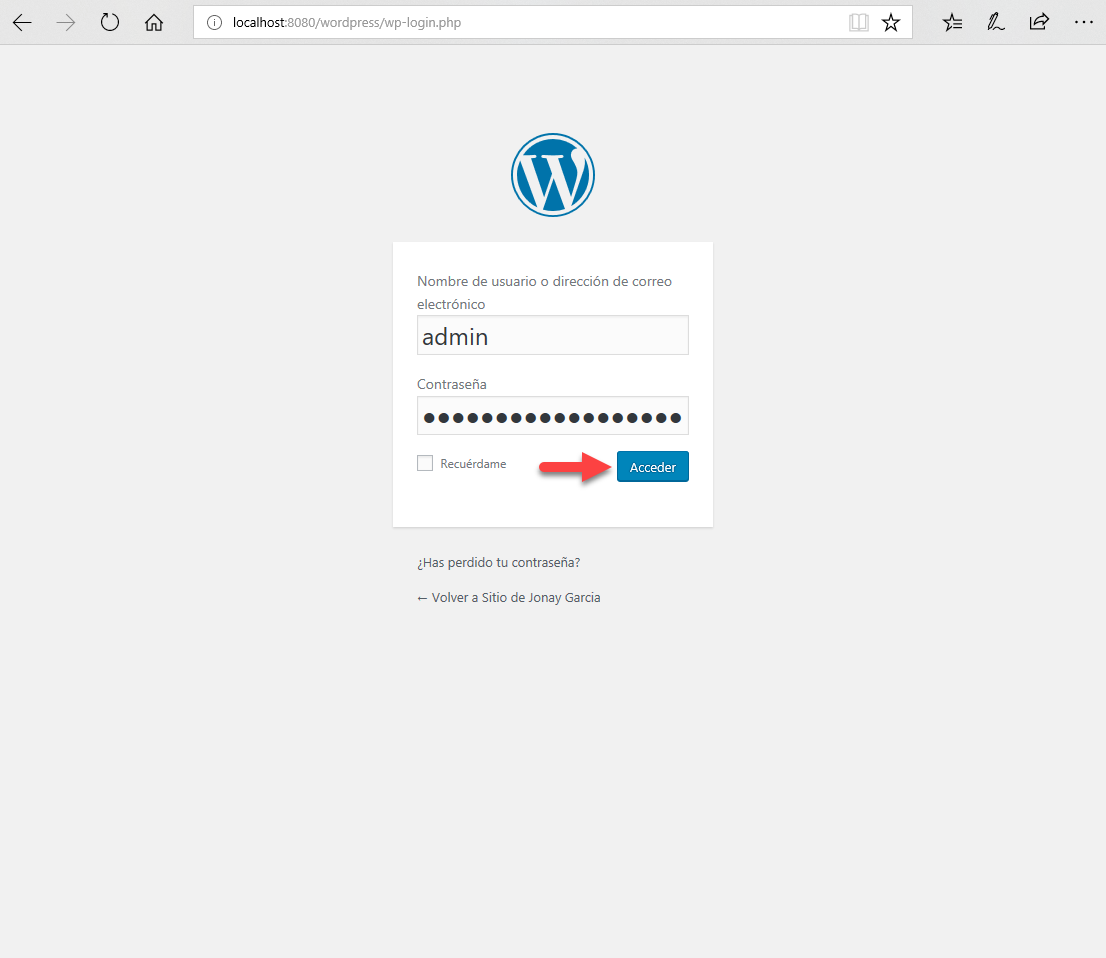 localhost:8080/wordpress/wp-login.php
Nombre de usuario o dirección de correo
electrónico
admin
Contraseña
●●●●●●●●●●●●●●●●●●
Recuérdame
Acceder
¿Has perdido tu contraseña?
← Volver a Sitio de Jonay Garcia